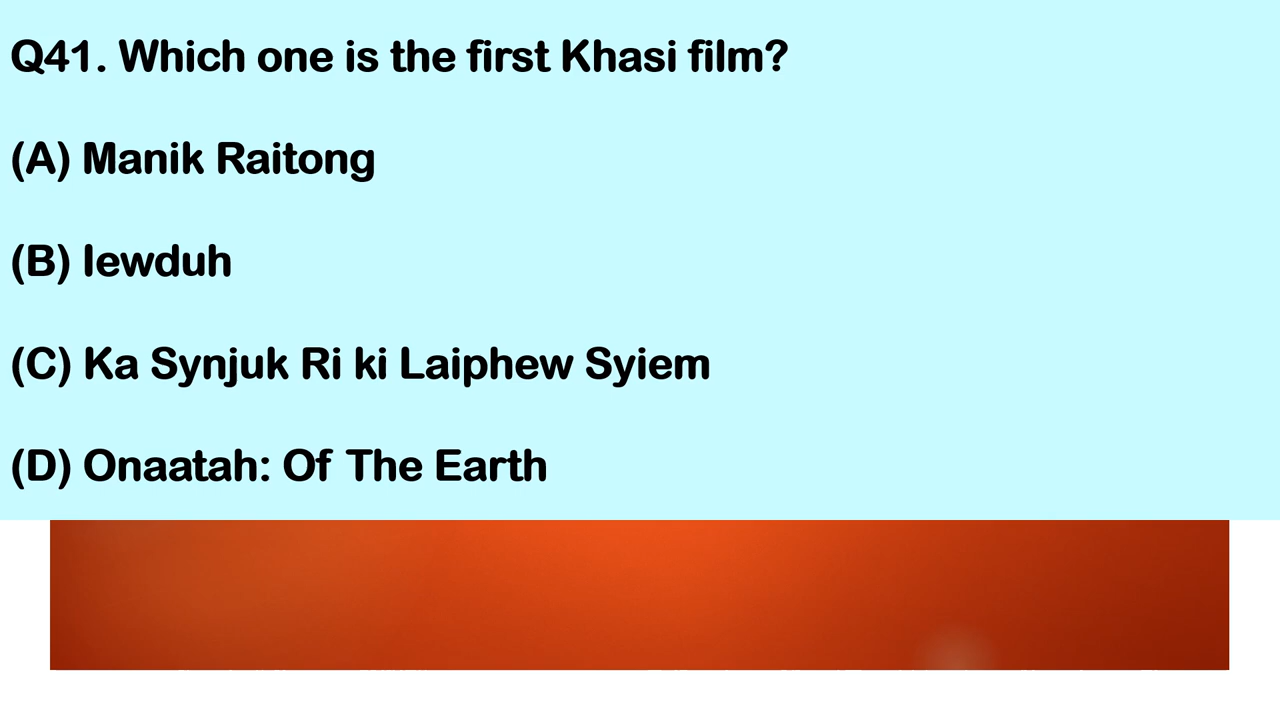 Q41. Which one is the first Khasi film?
(A) Manik Raitong
(B) Iewduh
(C) Ka Synjuk Ri ki Laiphew Syiem
(D) Onaatah: Of The Earth